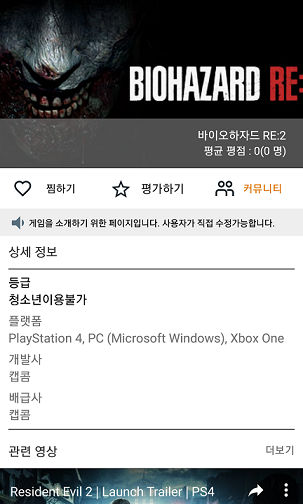 BIOHAZARD RE:
바이오하자드 RE:2
평균 평점 : 0(0 명)
찜하기 평가하기 커뮤니티
게임을 소개하기 위한 페이지입니다. 사용자가 직접 수정가능합니다.
상세 정보
등급
청소년이용불가
플랫폼
PlayStation 4, PC (Microsoft Windows), Xbox One
개발사
캡콤
배급사
캡콤
관련 영상 더보기
Resident Evil 2 | Launch Trailer | PS4